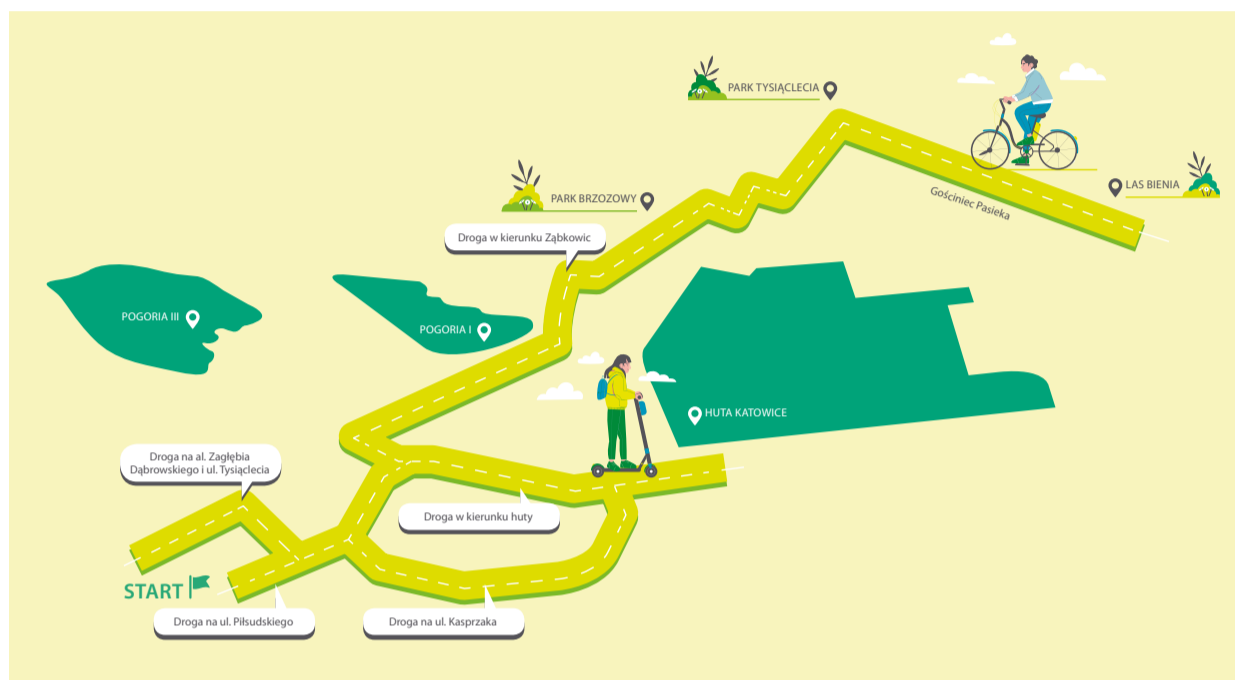 PARK TYSIĄCLECIA
LAS BIENIA
Gościniec Pasieka
PARK BRZOZOWY
Droga w kierunku Ząbkowic
POGORIA III
POGORIA I
HUTA KATOWICE
Droga na al. Zagłębia
Dąbrowskiego i ul. Tysiąclecia
Droga w kierunku huty
START
Droga na ul. Piłsudskiego
Droga na ul. Kasprzaka